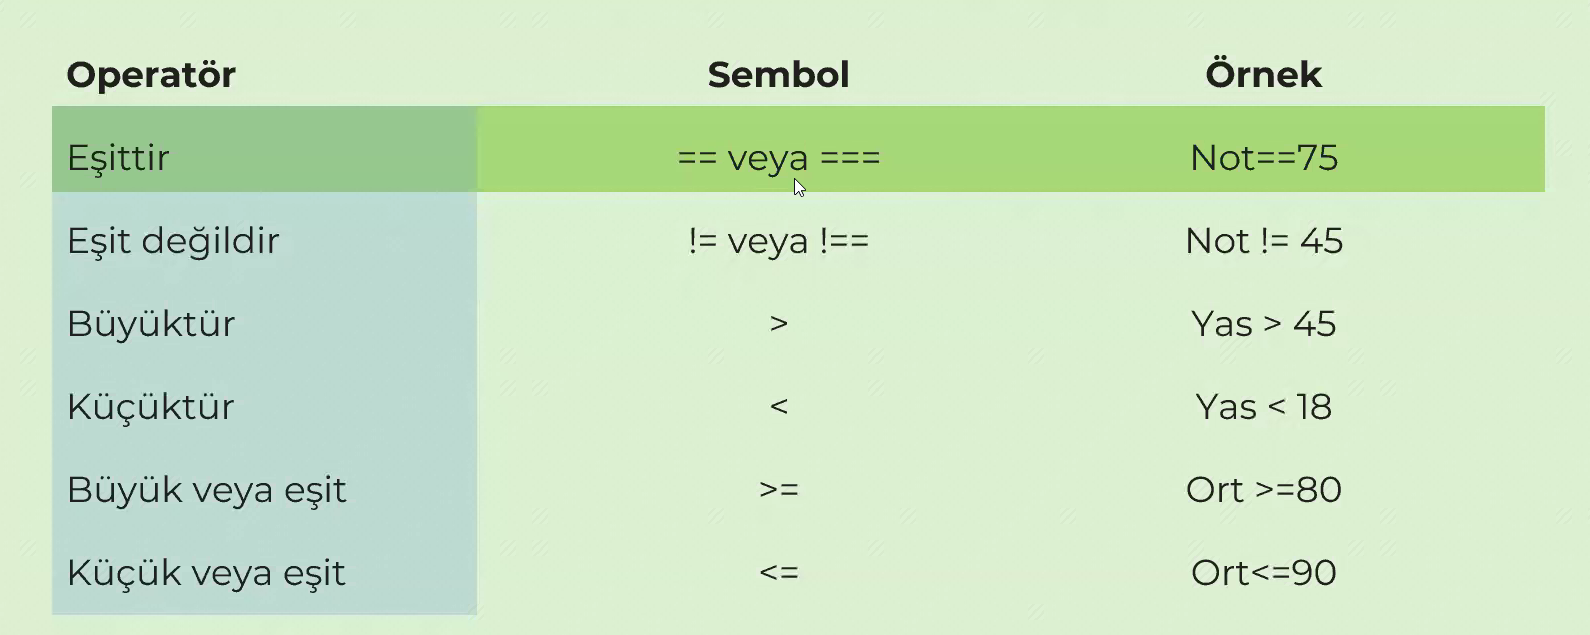 Operatör Sembol Örnek
Eşittir == veya === Not==75
Eşit değildir != veya !== Not != 45
Büyüktür > Yas > 45
Küçüktür < Yas < 18
Büyük veya eşit >= Ort >=80
Küçük veya eşit <= Ort<=90